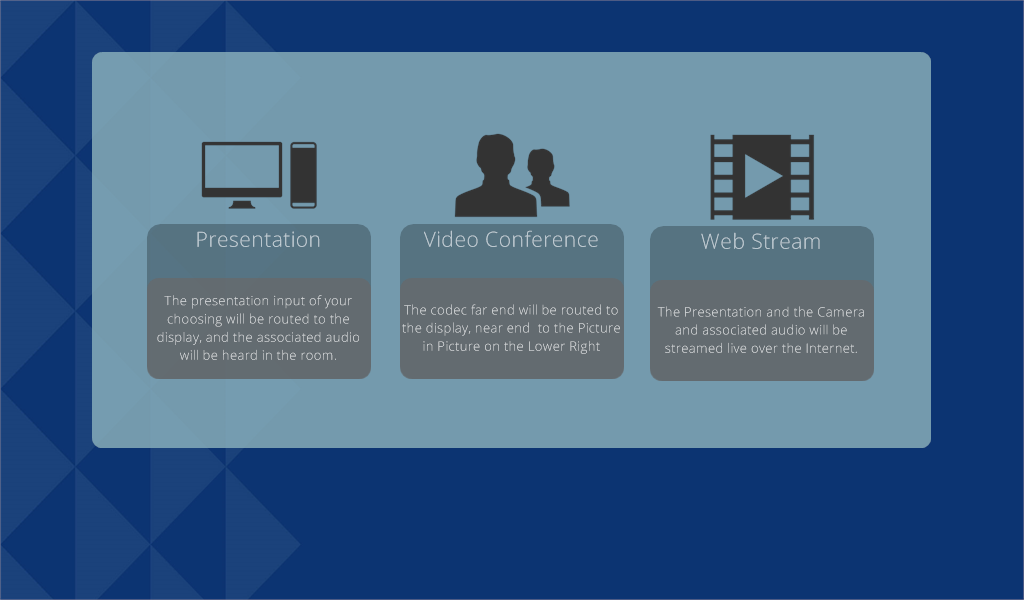 Presentation
The presentation input of your
choosing will be routed to the
display, and the associated audio
will be heard in the room.
Video Conference
The codec far end will be routed to
the display, near end  to the Picture
in Picture on the Lower Right
Web Stream
The Presentation and the Camera
and associated audio will be
streamed live over the Internet.